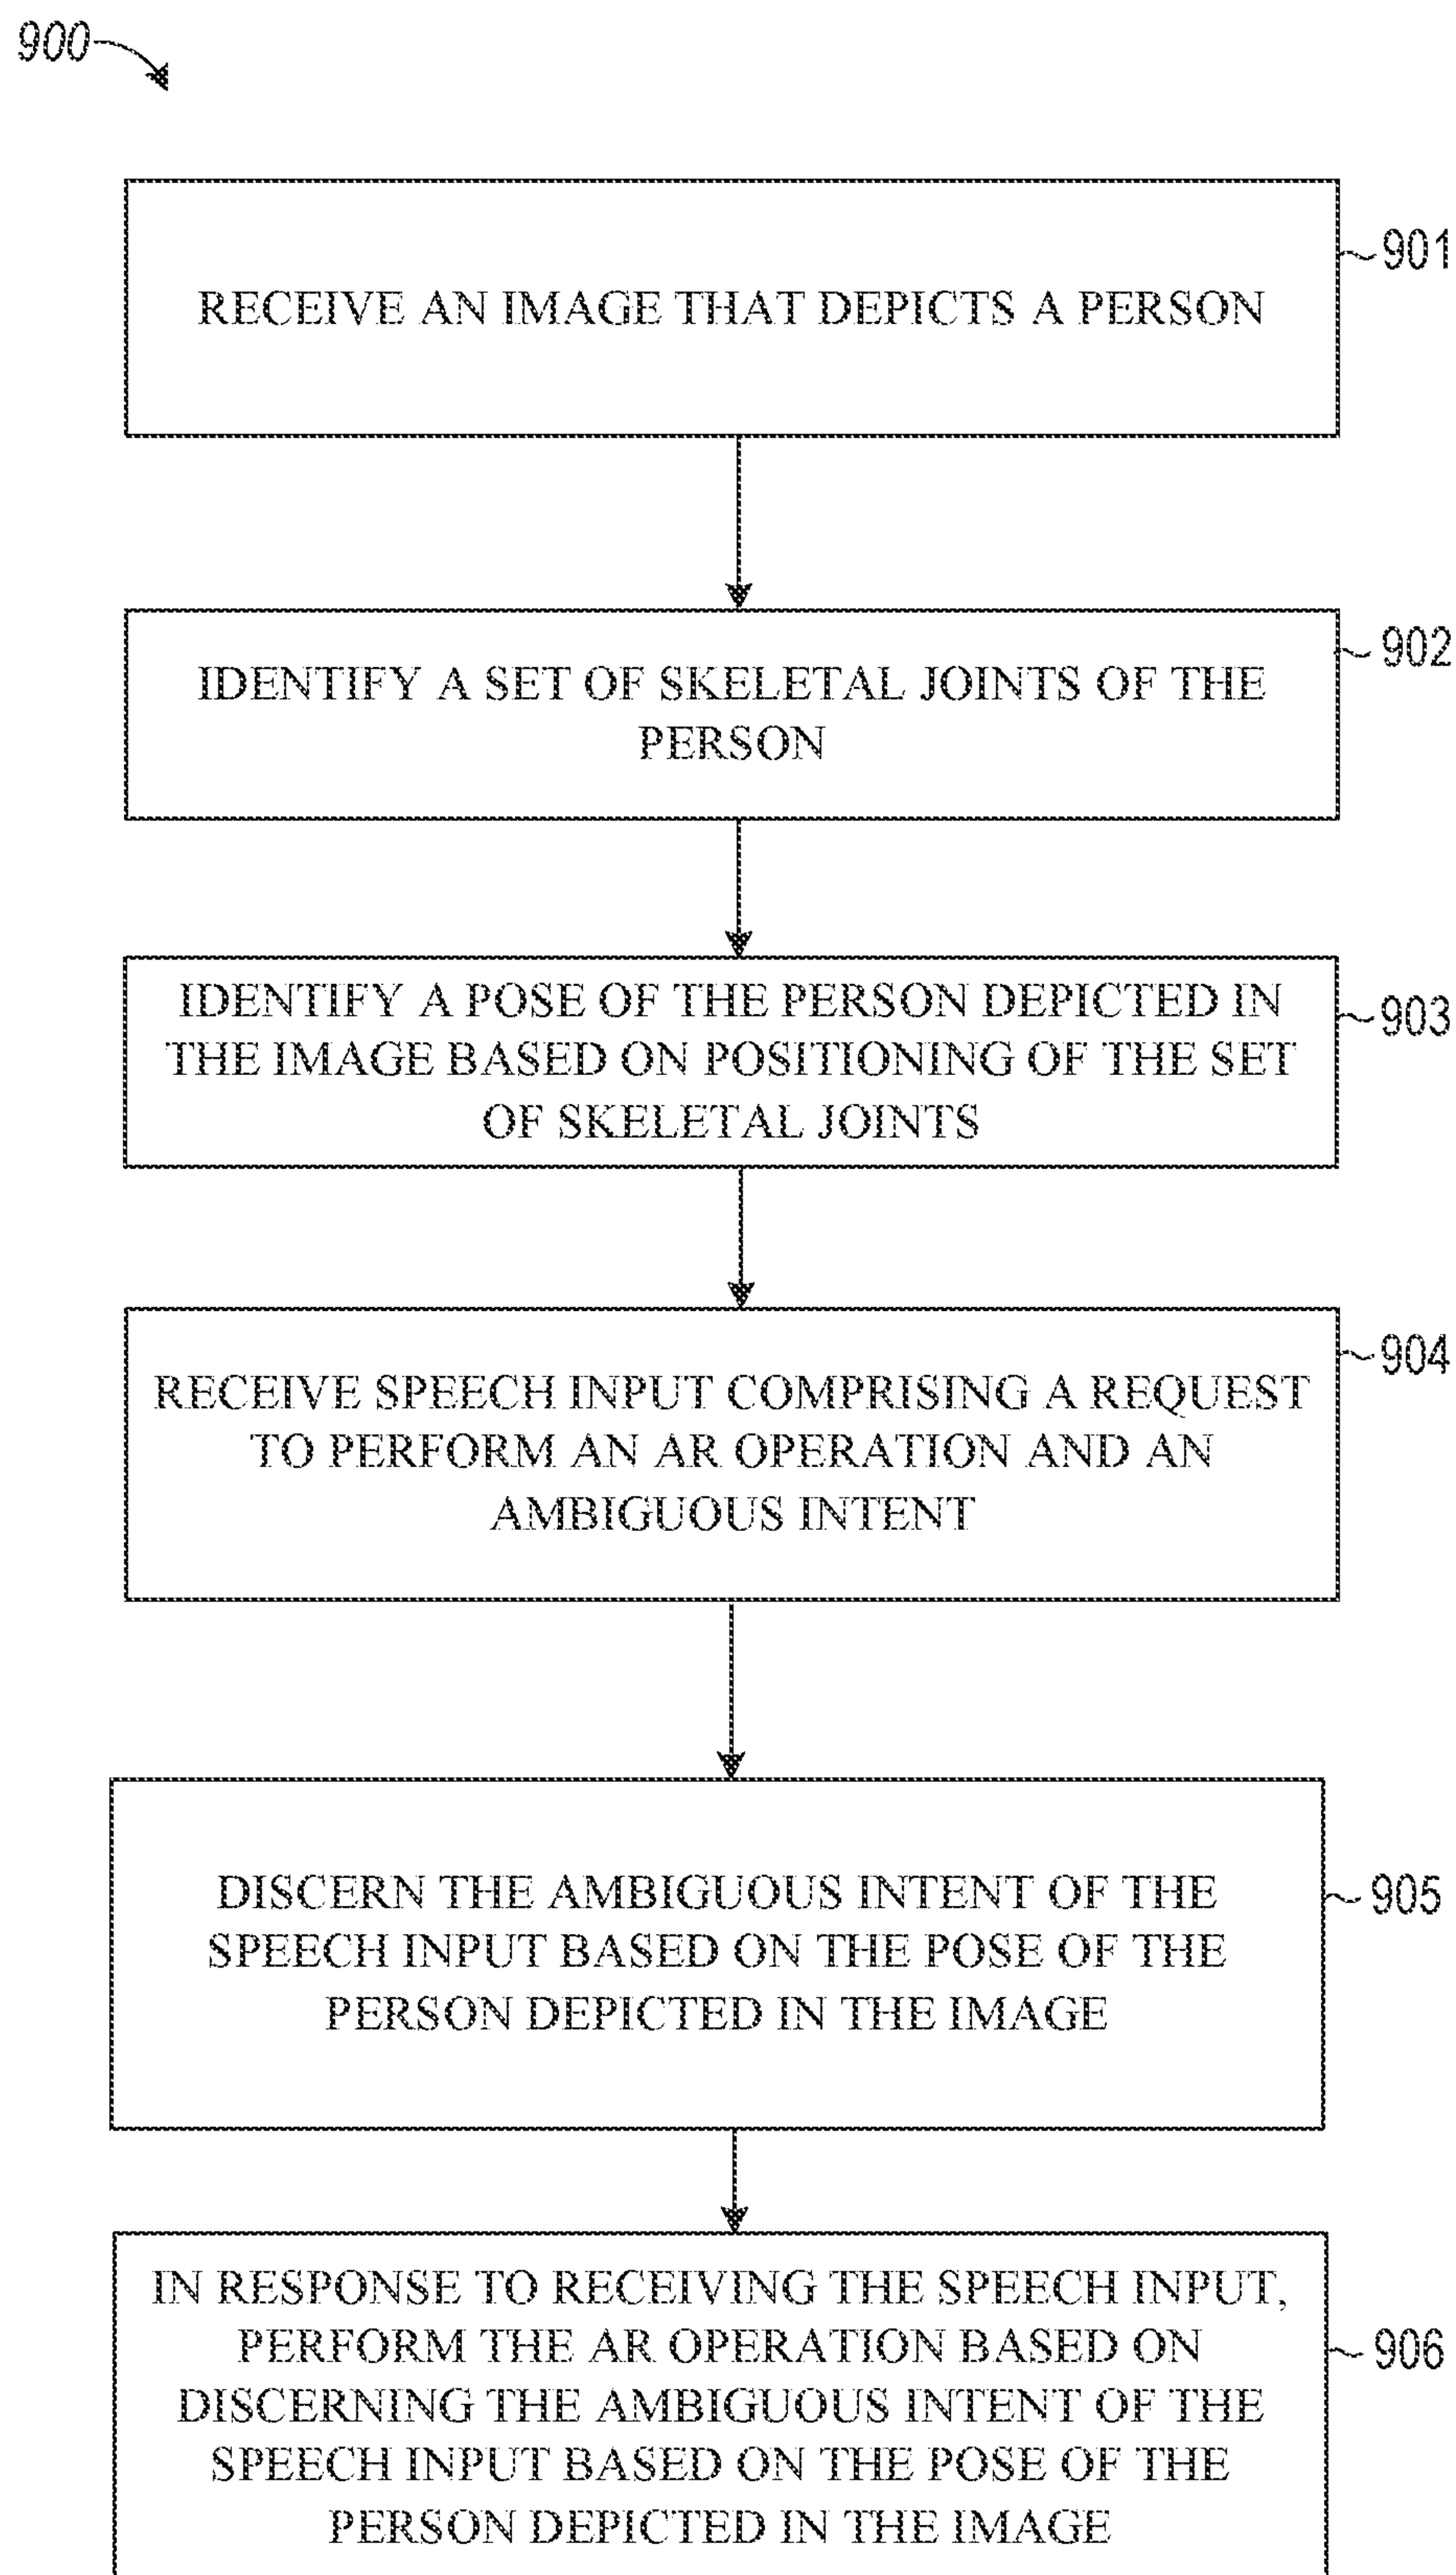 900
RECEIVE AN IMAGE THAT DEPICTS A PERSON
901
IDENTIFY A SET OF SKELETAL JOINTS OF THE
PERSON
902
IDENTIFY A POSE OF THE PERSON DEPICTED IN
THE IMAGE BASED ON POSITIONING OF THE SET
OF SKELETAL JOINTS
903
RECEIVE SPEECH INPUT COMPRISING A REQUEST
TO PERFORM AN AR OPERATION AND AN
AMBIGUOUS INTENT
904
DISCERN THE AMBIGUOUS INTENT OF THE
SPEECH INPUT BASED ON THE POSE OF THE
PERSON DEPICTED IN THE IMAGE
905
IN RESPONSE TO RECEIVING THE SPEECH INPUT,
PERFORM THE AR OPERATION BASED ON
DISCERNING THE AMBIGUOUS INTENT OF THE
SPEECH INPUT BASED ON THE POSE OF THE
PERSON DEPICTED IN THE IMAGE
906